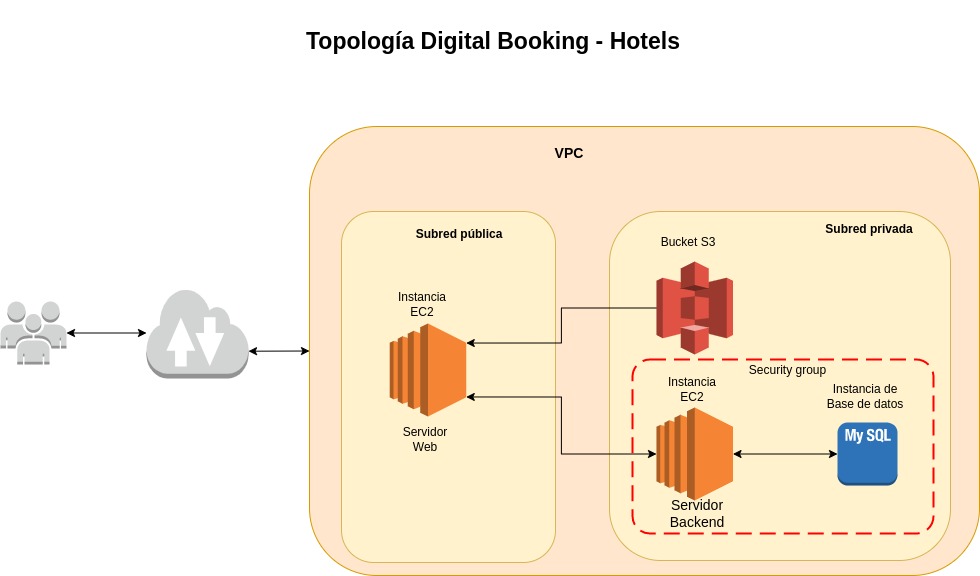 Topología Digital Booking - Hotels
VPC
Subred pública
Instancia
EC2
Servidor
Web
Subred privada
Bucket S3
Security group
Instancia
EC2
Servidor
Backend
Instancia de
Base de datos
My SQL